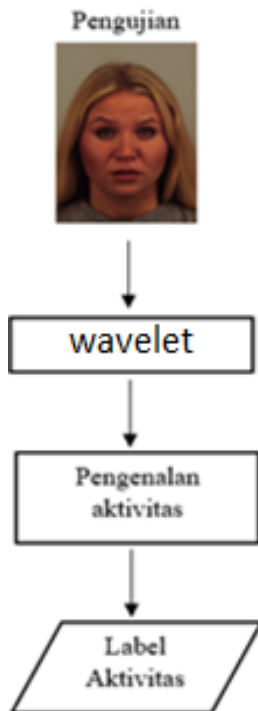 Pengujian
wavelet
Pengenalan
aktivitas
Label
Aktivitas